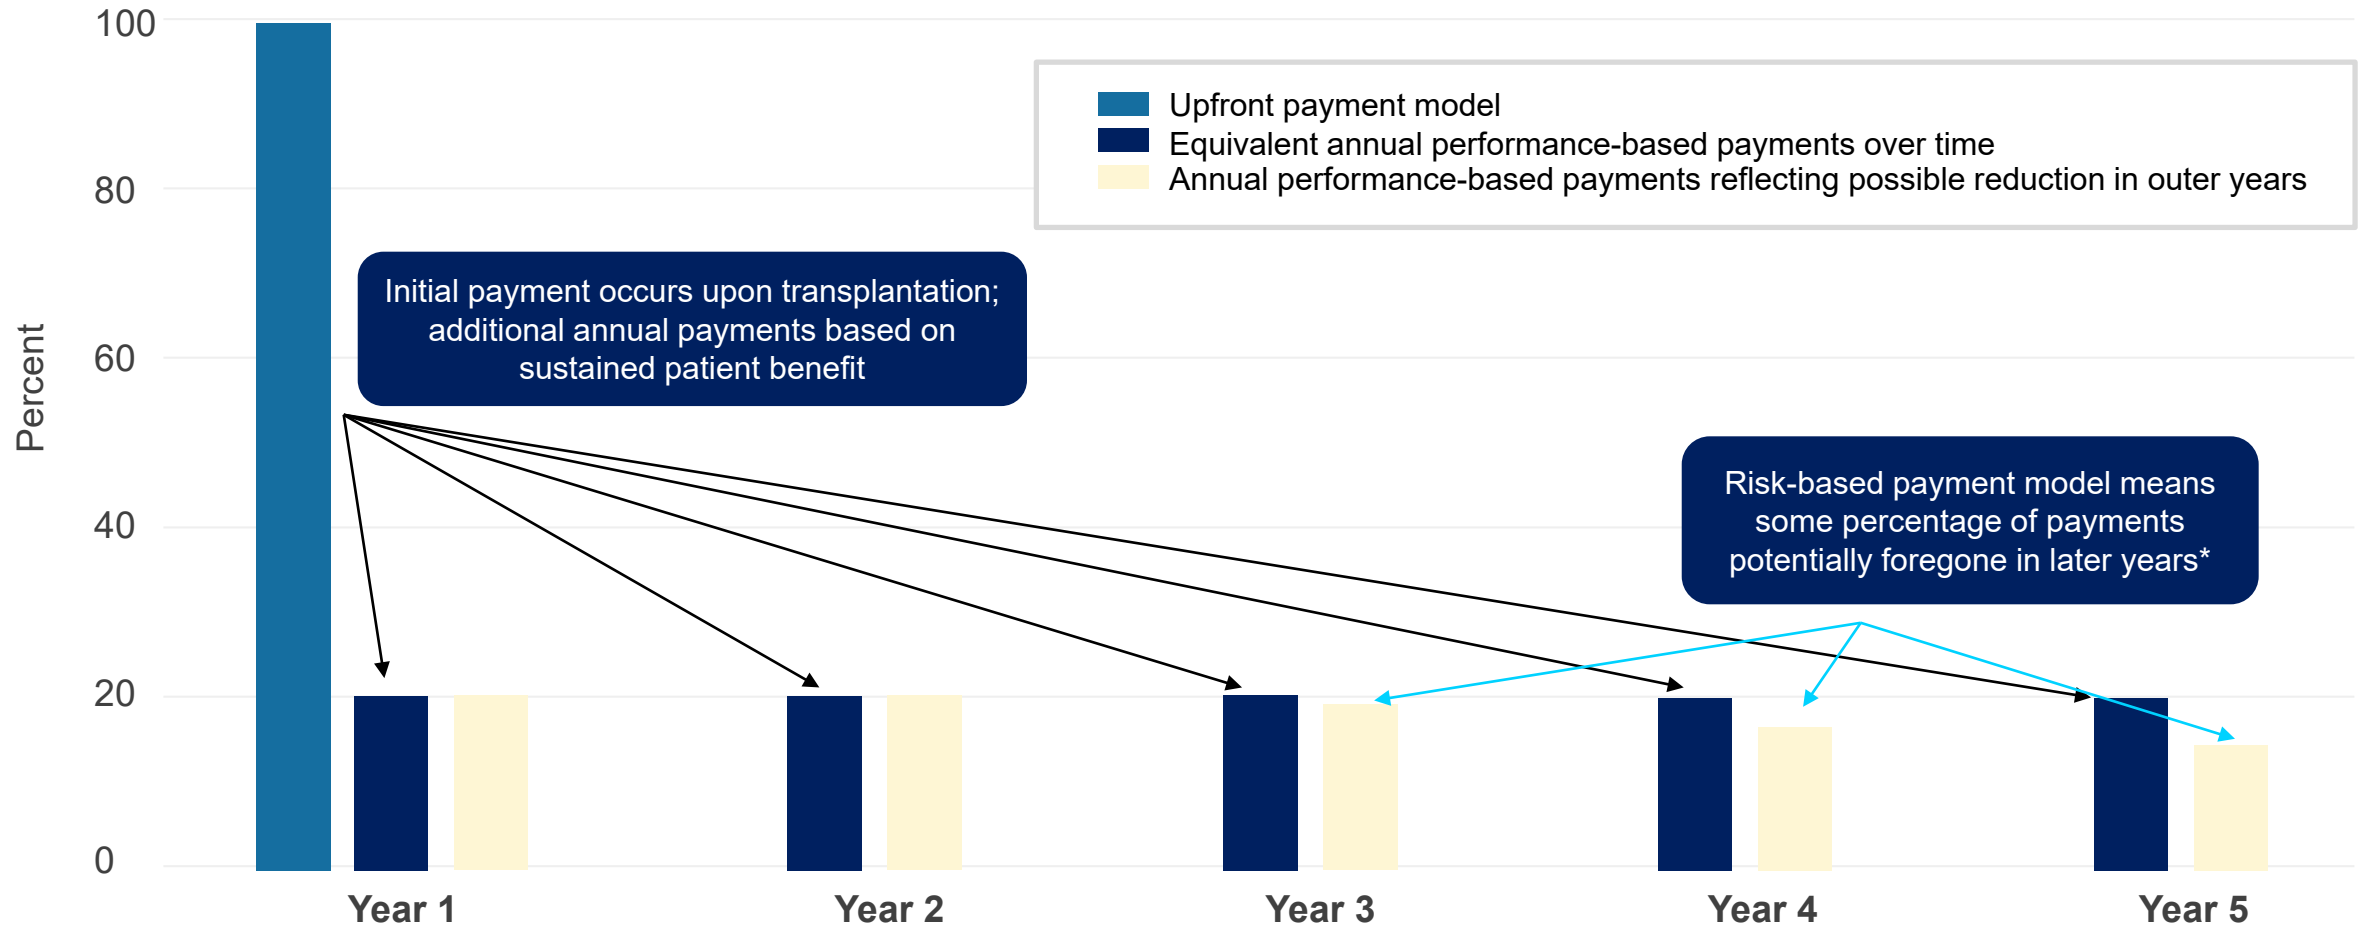 100
80
60
40
20
0
Percent
Upfront payment model
Equivalent annual performance-based payments over time
Annual performance-based payments reflecting possible reduction in outer years
Initial payment occurs upon transplantation;
additional annual payments based on
sustained patient benefit
Risk-based payment model means
some percentage of payments
potentially foregone in later years*
Year 1
Year 2
Year 3
Year 4
Year 5